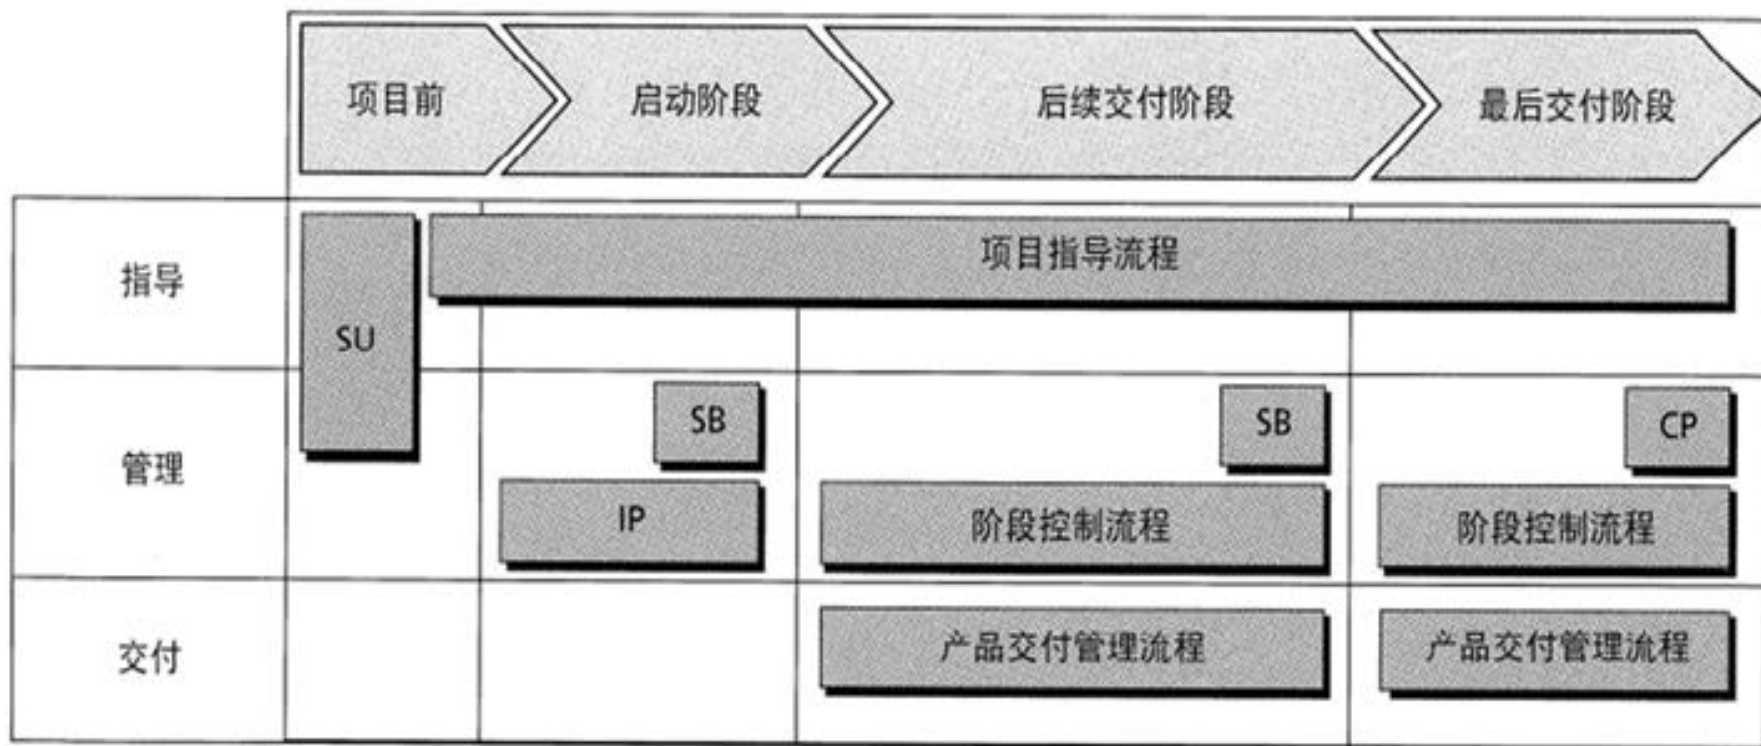 项目前
启动阶段
后续交付阶段
最后交付阶段
指导
SU
项目指导流程
管理
SB
SB
CP
IP
阶段控制流程
阶段控制流程
交付
产品交付管理流程
产品交付管理流程